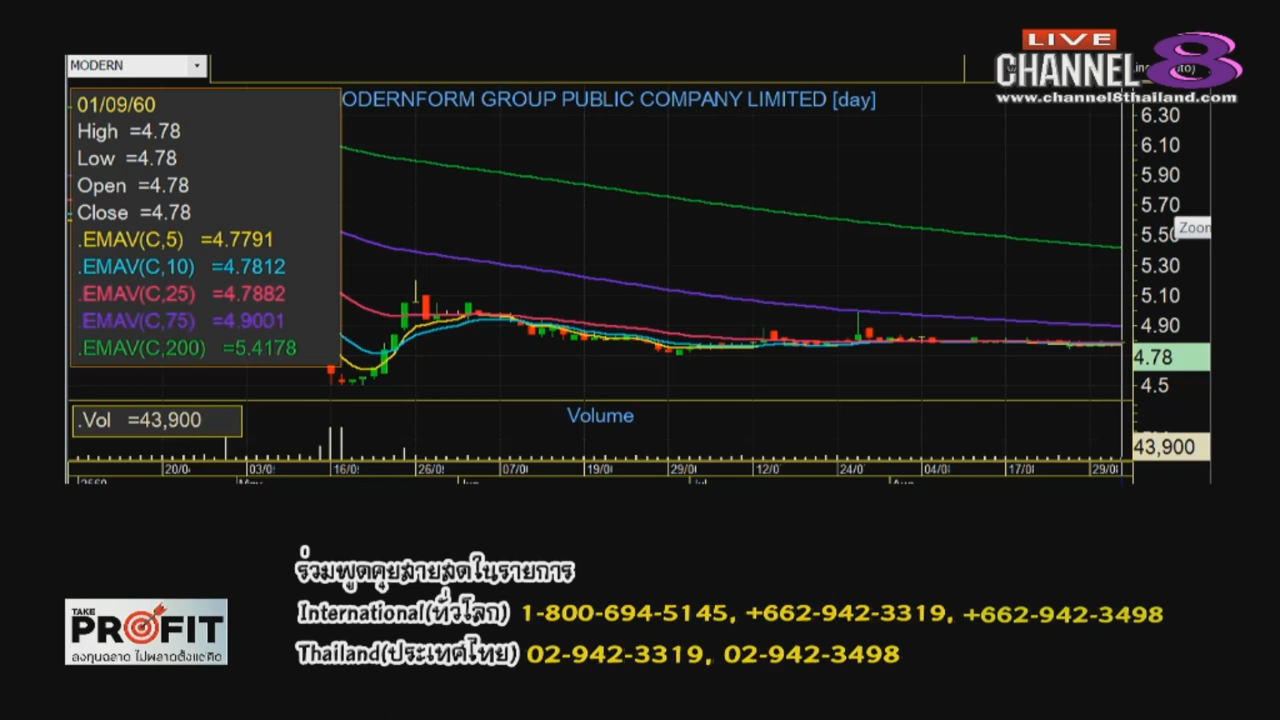 LIVE
CHANNEL 8
www.channel8thailand.com
MODERN
01/09/60
High =4.78
Low =4.78
Open =4.78
Close =4.78
.EMAV(C,5) =4.7791
.EMAV(C,10) =4.7812
.EMAV(C,25) =4.7882
.EMAV(C,75) =4.9001
.EMAV(C,200) =5.4178
ODERNFORM GROUP PUBLIC COMPANY LIMITED [day]
6.30
6.10
5.90
5.70
5.50
Zoon
5.30
5.10
4.90
4.78
4.5
.Vol =43,900
Volume
43,900
20/0 03/0 16/0 26/0 07/0 19/0 29/0 12/0 24/0 04/0 17/0 29/0
ร่วมพูดคุยสายสดในรายการ
International(ทั่วโลก) 1-800-694-5145, +662-942-3319, +662-942-3498
Thailand(ประเทศไทย) 02-942-3319, 02-942-3498
TAKE
PROFIT
ลงทุนฉลาด ไม่พลาดตั้งแต่คิด